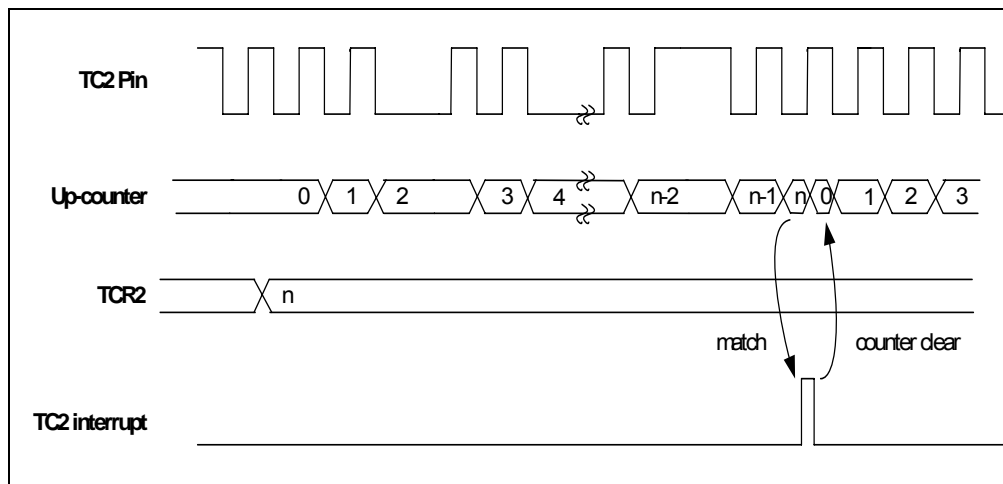 TC2 Pin
Up-counter 0 1 2 3 4 n-2 n-1 n 0 1 2 3
TCR2 n
match counter clear
TC2 interrupt